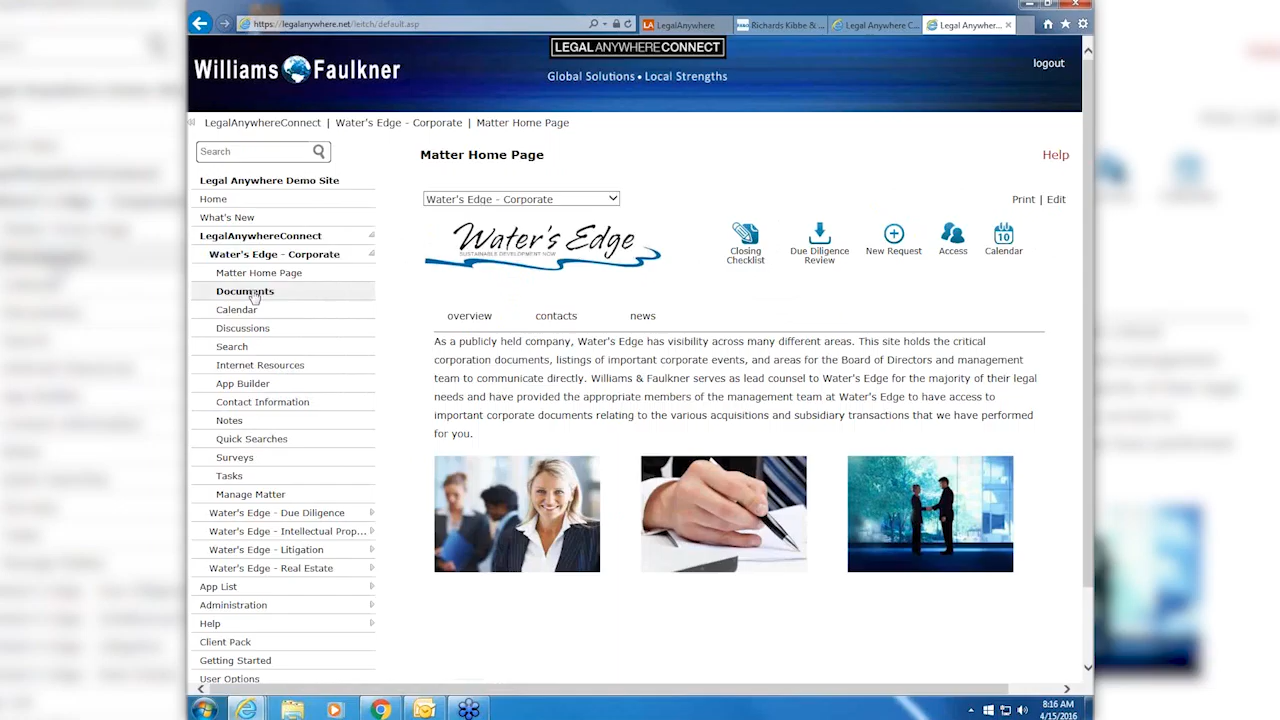 https://legalanywhere.net/leitch/default.asp
LegalAnywhere
Richards Kibbe & ...
Legal Anywhere C...
Legal Anywher...
Williams Faulkner
LEGALANYWHERECONNECT
Global Solutions • Local Strengths
logout
LegalAnywhereConnect | Water's Edge - Corporate | Matter Home Page
Search
Legal Anywhere Demo Site
Home
What's New
LegalAnywhereConnect
Water's Edge - Corporate
Matter Home Page
Documents
Calendar
Discussions
Search
Internet Resources
App Builder
Contact Information
Notes
Quick Searches
Surveys
Tasks
Manage Matter
Water's Edge - Due Diligence
Water's Edge - Intellectual Prop...
Water's Edge - Litigation
Water's Edge - Real Estate
App List
Administration
Help
Client Pack
Getting Started
User Options
Matter Home Page
Help
Water's Edge - Corporate
Print | Edit
Water's Edge
SUSTAINABLE DEVELOPMENT NOW
Closing
Checklist
Due Diligence
Review
New Request
Access
10
Calendar
overview
contacts
news
As a publicly held company, Water's Edge has visibility across many different areas. This site holds the critical
corporation documents, listings of important corporate events, and areas for the Board of Directors and management
team to communicate directly. Williams & Faulkner serves as lead counsel to Water's Edge for the majority of their legal
needs and have provided the appropriate members of the management team at Water's Edge to have access to
important corporate documents relating to the various acquisitions and subsidiary transactions that we have performed
for you.
8:16 AM
4/15/2016